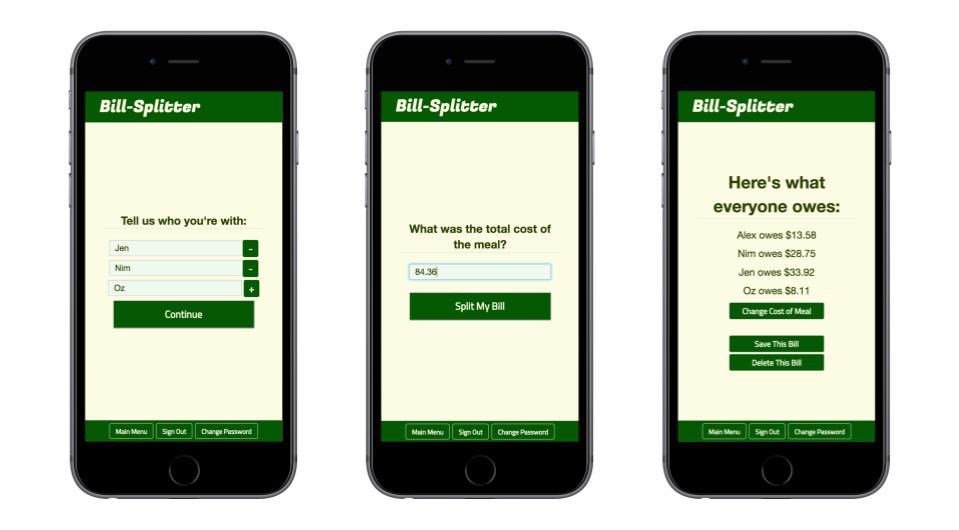 Bill-Splitter
Tell us who you're with:
Jen
-
Nim
-
Oz
+
Continue
Main Menu
Sign Out
Change Password
Bill-Splitter
What was the total cost of
the meal?
84.36
Split My Bill
Main Menu
Sign Out
Change Password
Bill-Splitter
Here's what
everyone owes:
Alex owes $13.58
Nim owes $28.75
Jen owes $33.92
Oz owes $8.11
Change Cost of Meal
Save This Bill
Delete This Bill
Main Menu
Sign Out
Change Password